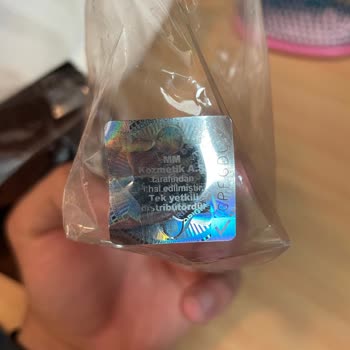 MM
Kozmetik A.Ş
tarafından
ithal edilmiştir.
Tek yetkili
distribütördür